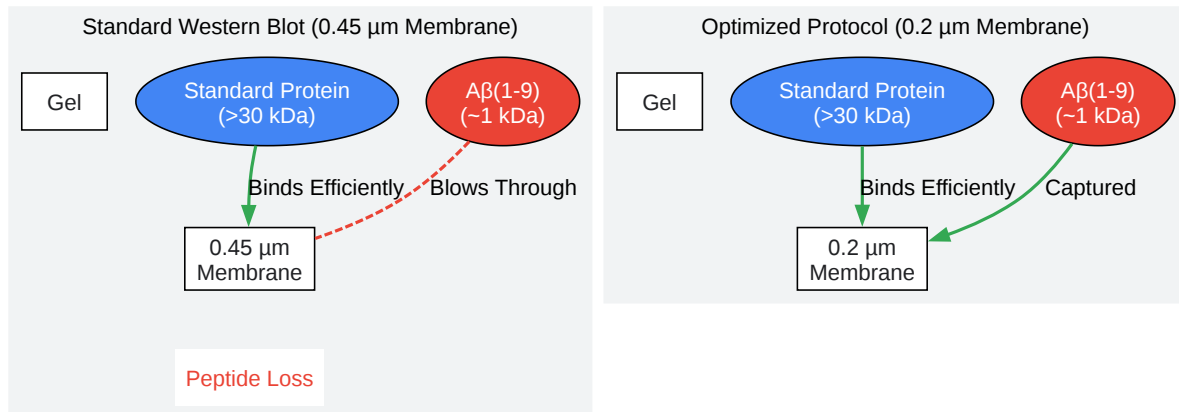 Standard Western Blot (0.45 µm Membrane)
Gel
Standard Protein
(>30 kDa)
Aβ(1-9)
(~1 kDa)
Binds Efficiently
Blows Through
0.45 µm
Membrane
Peptide Loss
Optimized Protocol (0.2 µm Membrane)
Gel
Standard Protein
(>30 kDa)
Aβ(1-9)
(~1 kDa)
Binds Efficiently
Captured
0.2 µm
Membrane